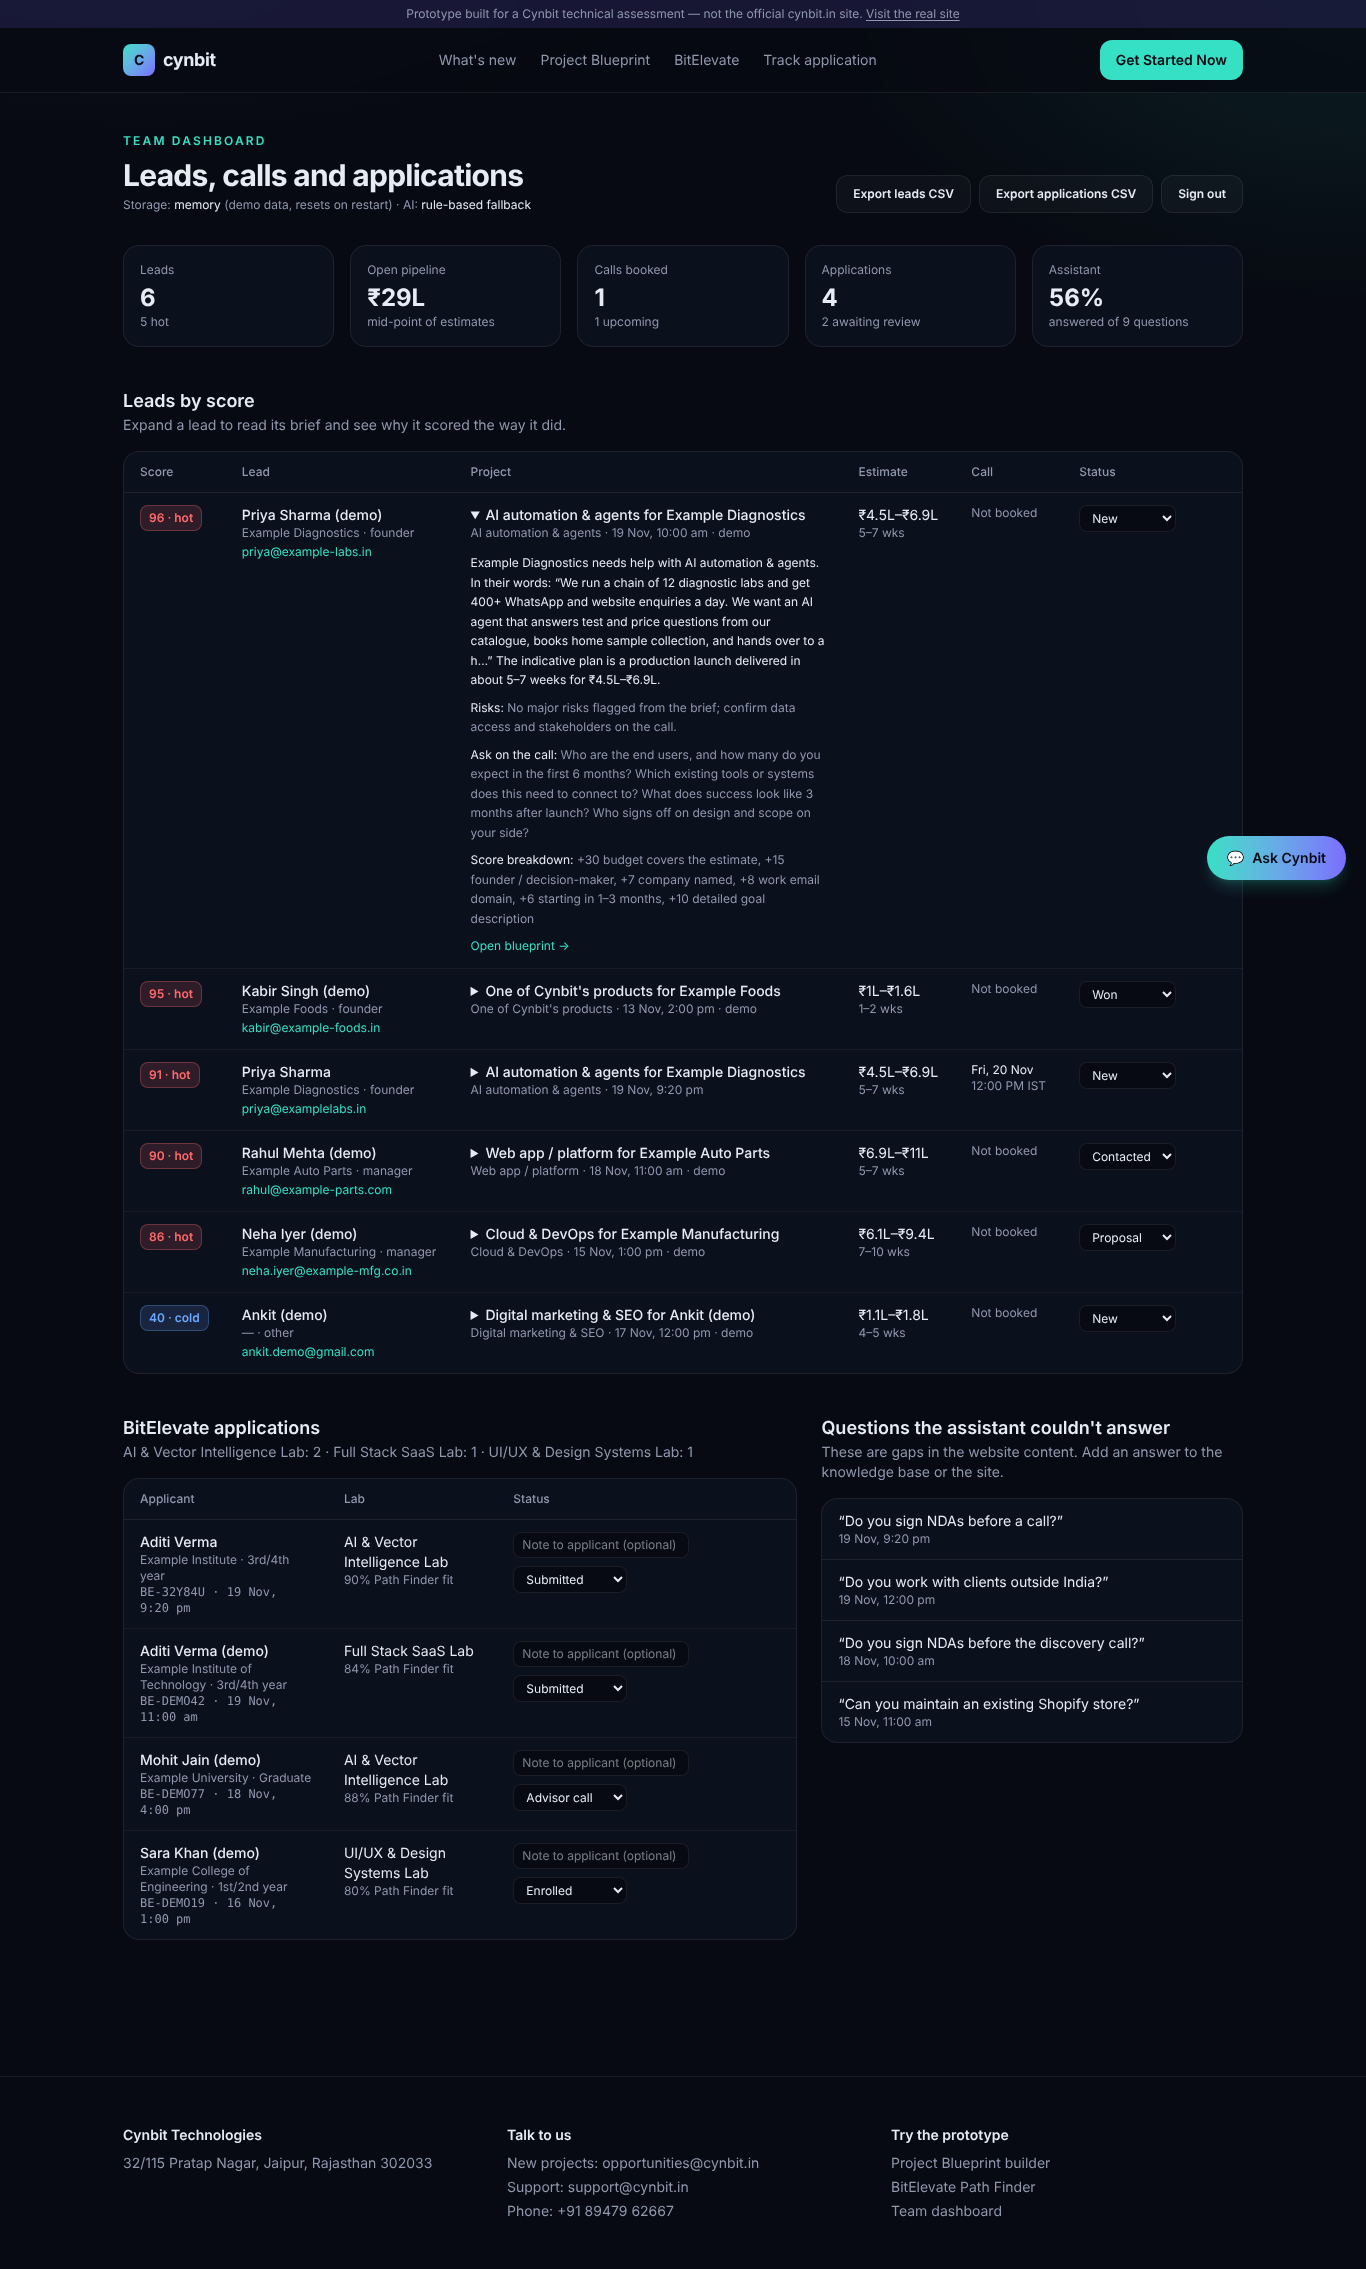 Prototype built for a Cynbit technical assessment — not the official cynbit.in site. Visit the real site
C cynbit
What's new
Project Blueprint
BitElevate
Track application
Get Started Now
TEAM DASHBOARD
Leads, calls and applications
Storage: memory (demo data, resets on restart) · AI: rule-based fallback
Export leads CSV
Export applications CSV
Sign out
Leads
6
5 hot
Open pipeline
₹29L
mid-point of estimates
Calls booked
1
1 upcoming
Applications
4
2 awaiting review
Assistant
56%
answered of 9 questions
Leads by score
Expand a lead to read its brief and see why it scored the way it did.
Score Lead Project Estimate Call Status
96 · hot
Priya Sharma (demo)
Example Diagnostics · founder
priya@example-labs.in
▼ AI automation & agents for Example Diagnostics
AI automation & agents · 19 Nov, 10:00 am · demo
Example Diagnostics needs help with AI automation & agents.
In their words: “We run a chain of 12 diagnostic labs and get
400+ WhatsApp and website enquiries a day. We want an AI
agent that answers test and price questions from our
catalogue, books home sample collection, and hands over to a
h…” The indicative plan is a production launch delivered in
about 5–7 weeks for ₹4.5L–₹6.9L.
Risks: No major risks flagged from the brief; confirm data
access and stakeholders on the call.
Ask on the call: Who are the end users, and how many do you
expect in the first 6 months? Which existing tools or systems
does this need to connect to? What does success look like 3
months after launch? Who signs off on design and scope on
your side?
Score breakdown: +30 budget covers the estimate, +15
founder / decision-maker, +7 company named, +8 work email
domain, +6 starting in 1–3 months, +10 detailed goal
description
Open blueprint →
₹4.5L–₹6.9L
5–7 wks
Not booked
New
💬 Ask Cynbit
95 · hot
Kabir Singh (demo)
Example Foods · founder
kabir@example-foods.in
▶ One of Cynbit's products for Example Foods
One of Cynbit's products · 13 Nov, 2:00 pm · demo
₹1L–₹1.6L
1–2 wks
Not booked
Won
91 · hot
Priya Sharma
Example Diagnostics · founder
priya@examplelabs.in
▶ AI automation & agents for Example Diagnostics
AI automation & agents · 19 Nov, 9:20 pm
₹4.5L–₹6.9L
5–7 wks
Fri, 20 Nov
12:00 PM IST
New
90 · hot
Rahul Mehta (demo)
Example Auto Parts · manager
rahul@example-parts.com
▶ Web app / platform for Example Auto Parts
Web app / platform · 18 Nov, 11:00 am · demo
₹6.9L–₹11L
5–7 wks
Not booked
Contacted
86 · hot
Neha Iyer (demo)
Example Manufacturing · manager
neha.iyer@example-mfg.co.in
▶ Cloud & DevOps for Example Manufacturing
Cloud & DevOps · 15 Nov, 1:00 pm · demo
₹6.1L–₹9.4L
7–10 wks
Not booked
Proposal
40 · cold
Ankit (demo)
— · other
ankit.demo@gmail.com
▶ Digital marketing & SEO for Ankit (demo)
Digital marketing & SEO · 17 Nov, 12:00 pm · demo
₹1.1L–₹1.8L
4–5 wks
Not booked
New
BitElevate applications
AI & Vector Intelligence Lab: 2 · Full Stack SaaS Lab: 1 · UI/UX & Design Systems Lab: 1
Applicant Lab Status
Aditi Verma
Example Institute · 3rd/4th
year
BE-32Y84U · 19 Nov,
9:20 pm
AI & Vector
Intelligence Lab
90% Path Finder fit
Note to applicant (optional)
Submitted
Aditi Verma (demo)
Example Institute of
Technology · 3rd/4th year
BE-DEMO42 · 19 Nov,
11:00 am
Full Stack SaaS Lab
84% Path Finder fit
Note to applicant (optional)
Submitted
Mohit Jain (demo)
Example University · Graduate
BE-DEMO77 · 18 Nov,
4:00 pm
AI & Vector
Intelligence Lab
88% Path Finder fit
Note to applicant (optional)
Advisor call
Sara Khan (demo)
Example College of
Engineering · 1st/2nd year
BE-DEMO19 · 16 Nov,
1:00 pm
UI/UX & Design
Systems Lab
80% Path Finder fit
Note to applicant (optional)
Enrolled
Questions the assistant couldn't answer
These are gaps in the website content. Add an answer to the
knowledge base or the site.
“Do you sign NDAs before a call?”
19 Nov, 9:20 pm
“Do you work with clients outside India?”
19 Nov, 12:00 pm
“Do you sign NDAs before the discovery call?”
18 Nov, 10:00 am
“Can you maintain an existing Shopify store?”
15 Nov, 11:00 am
Cynbit Technologies
32/115 Pratap Nagar, Jaipur, Rajasthan 302033
Talk to us
New projects: opportunities@cynbit.in
Support: support@cynbit.in
Phone: +91 89479 62667
Try the prototype
Project Blueprint builder
BitElevate Path Finder
Team dashboard